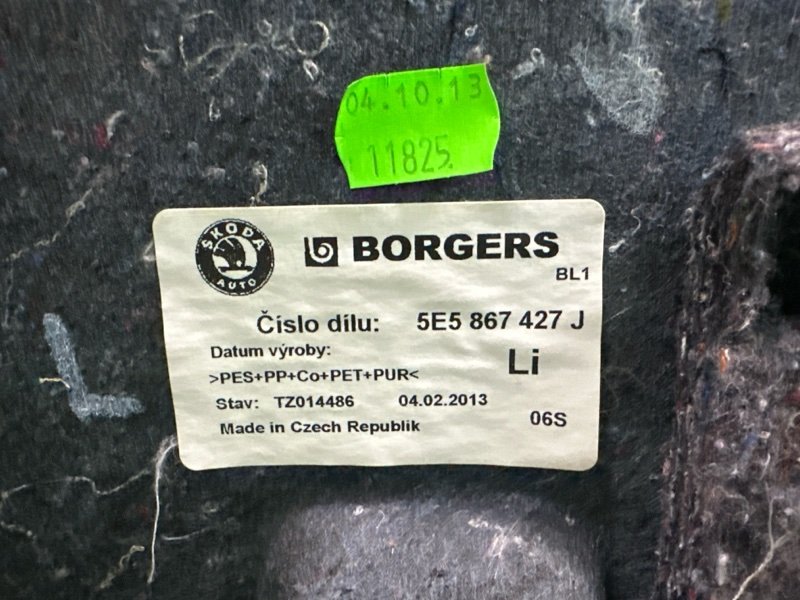 04.10.13
11825
ŠKODA
AUTO
BORGERS
BL1
Číslo dílu: 5E5 867 427 J
Datum výroby:
Li
>PES+PP+Co+PET+PUR<
Stav: TZ014486 04.02.2013
Made in Czech Republik
06S
L